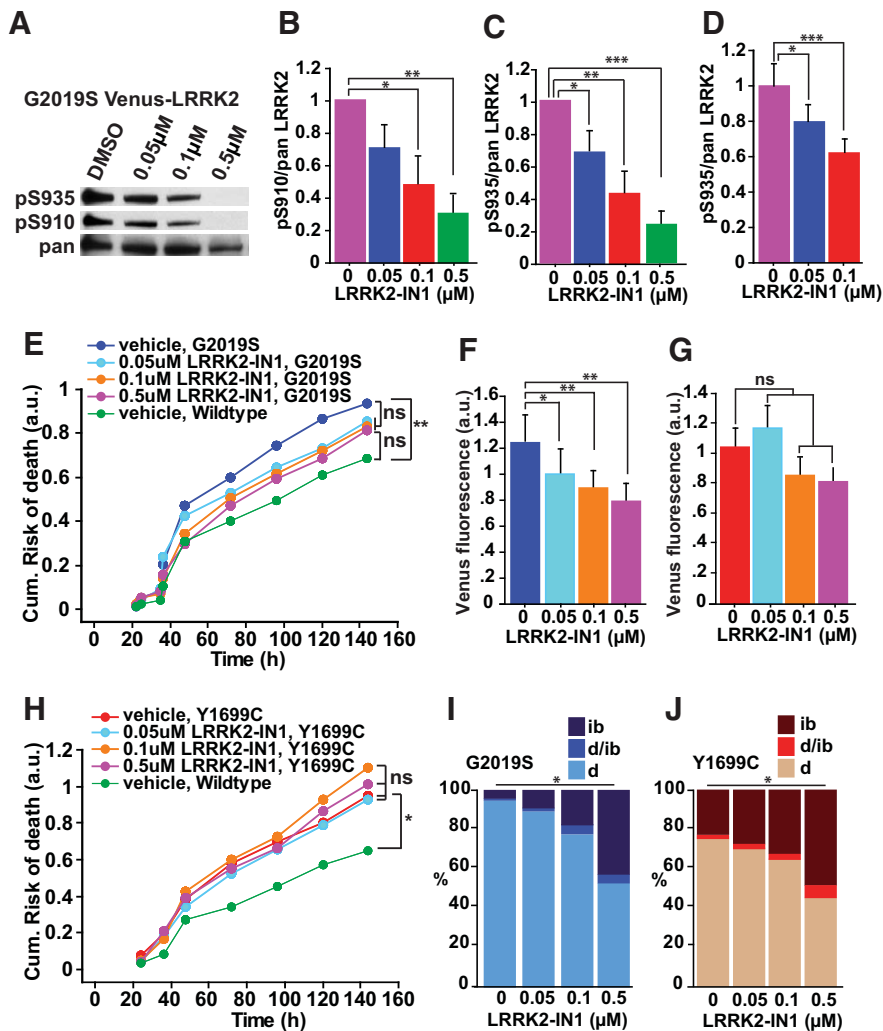 A
G2019S Venus-LRRK2
DMSO
0.05µM
0.1µM
0.5µM
pS935
pS910
pan
B
pS910/pan LRRK2
1.2
1
0.8
0.6
0.4
0.2
0
**
*
0 0.05 0.1 0.5
LRRK2-IN1 (µM)
C
pS935/pan LRRK2
1.2
1
0.8
0.6
0.4
0.2
0
***
**
*
0 0.05 0.1 0.5
LRRK2-IN1 (µM)
D
pS935/pan LRRK2
1.2
1
0.8
0.6
0.4
0.2
0
***
*
0 0.05 0.1
LRRK2-IN1 (µM)
E
vehicle, G2019S
0.05uM LRRK2-IN1, G2019S
0.1uM LRRK2-IN1, G2019S
0.5uM LRRK2-IN1, G2019S
vehicle, Wildtype
Cum. Risk of death (a.u.)
1
0.8
0.6
0.4
0.2
0
ns
ns
**
0 20 40 60 80 100 120 140 160
Time (h)
F
Venus fluorescence (a.u.)
1.6
1.4
1.2
1
.8
.6
.4
.2
0
**
**
*
0 0.05 0.1 0.5
LRRK2-IN1 (µM)
G
Venus fluorescence (a.u.)
1.4
1.2
1
.8
.6
.4
.2
0
ns
0 0.05 0.1 0.5
LRRK2-IN1 (µM)
H
vehicle, Y1699C
0.05uM LRRK2-IN1, Y1699C
0.1uM LRRK2-IN1, Y1699C
0.5uM LRRK2-IN1, Y1699C
vehicle, Wildtype
Cum. Risk of death (a.u.)
1.2
1
0.8
0.6
0.4
0.2
0
ns
*
0 20 40 60 80 100 120 140 160
Time (h)
I
ib
d/ib
d
G2019S
*
100
80
60
%
40
20
0
0 0.05 0.1 0.5
LRRK2-IN1 (µM)
J
ib
d/ib
d
Y1699C
*
100
80
60
%
40
20
0
0 0.05 0.1 0.5
LRRK2-IN1 (µM)